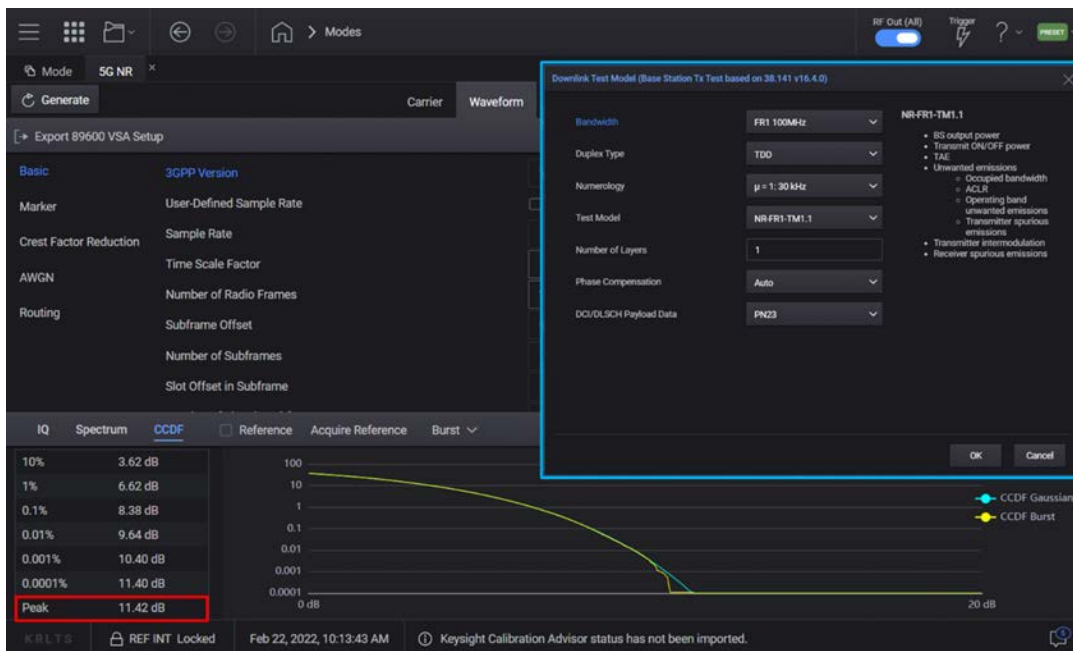 Modes
RF Out (All)
Trigger
?
PRESET
Mode
5G NR
×
Generate
Carrier
Waveform
Export 89600 VSA Setup
Basic
Marker
Crest Factor Reduction
AWGN
Routing
3GPP Version
User-Defined Sample Rate
Sample Rate
Time Scale Factor
Number of Radio Frames
Subframe Offset
Number of Subframes
Slot Offset in Subframe
Downlink Test Model (Base Station Tx Test based on 38.141 v16.4.0)
Bandwidth FR1 100MHz
Duplex Type TDD
Numerology μ = 1: 30 kHz
Test Model NR-FR1-TM1.1
Number of Layers 1
Phase Compensation Auto
DCI/DLSCH Payload Data PN23
NR-FR1-TM1.1
• BS output power
• Transmit ON/OFF power
• TAE
• Unwanted emissions
○ Occupied bandwidth
○ ACLR
○ Operating band
unwanted emissions
○ Transmitter spurious
emissions
• Transmitter intermodulation
• Receiver spurious emissions
OK Cancel
IQ Spectrum CCDF Reference Acquire Reference Burst
10% 3.62 dB
1% 6.62 dB
0.1% 8.38 dB
0.01% 9.64 dB
0.001% 10.40 dB
0.0001% 11.40 dB
Peak 11.42 dB
100
10
1
0.1
0.01
0.001
0.0001
0 dB
20 dB
CCDF Gaussian
CCDF Burst
KRLTS REF INT Locked Feb 22, 2022, 10:13:43 AM Keysight Calibration Advisor status has not been imported.